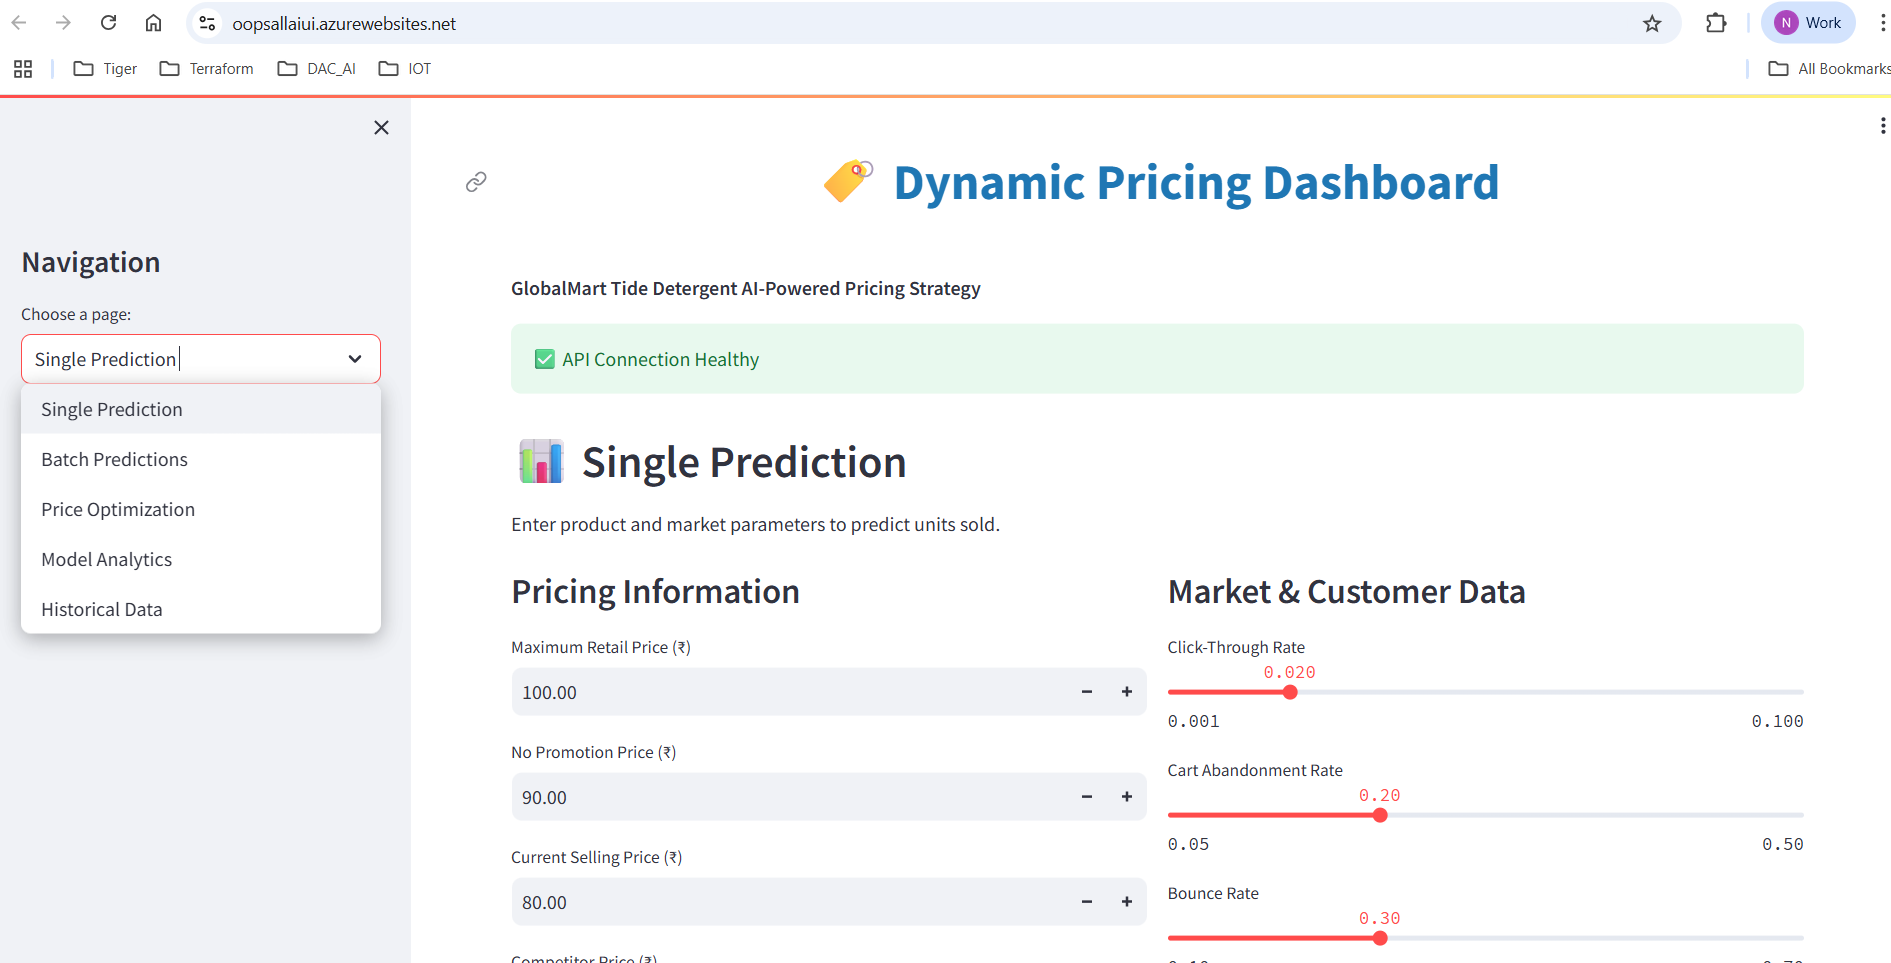 oopsallaiui.azurewebsites.net
N Work
Tiger Terraform DAC_AI IOT All Bookmarks
Navigation
Choose a page:
Single Prediction
Single Prediction
Batch Predictions
Price Optimization
Model Analytics
Historical Data
Dynamic Pricing Dashboard
GlobalMart Tide Detergent AI-Powered Pricing Strategy
API Connection Healthy
Single Prediction
Enter product and market parameters to predict units sold.
Pricing Information
Maximum Retail Price (₹)
100.00
No Promotion Price (₹)
90.00
Current Selling Price (₹)
80.00
Competitor Price (₹)
Market & Customer Data
Click-Through Rate
0.020
0.001 0.100
Cart Abandonment Rate
0.20
0.05 0.50
Bounce Rate
0.30